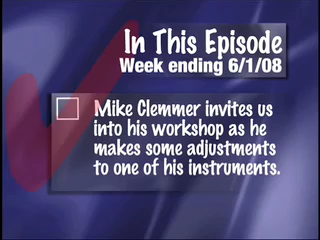 In This Episode
Week ending 6/1/08
Mike Clemmer invites us
into his workshop as he
makes some adjustments
to one of his instruments.